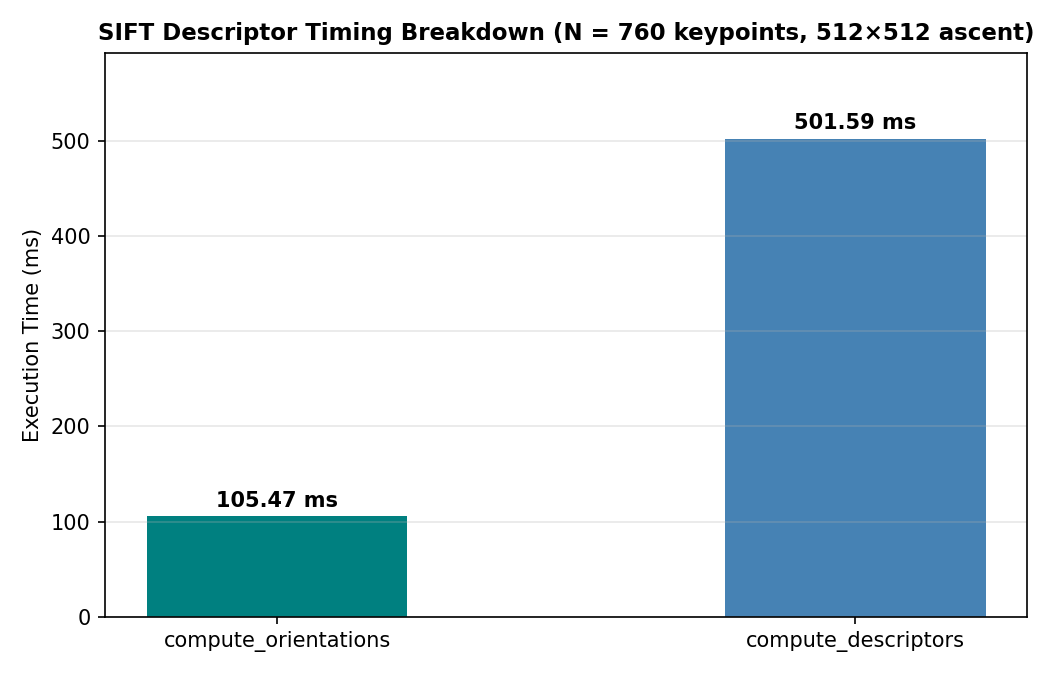 SIFT Descriptor Timing Breakdown (N = 760 keypoints, 512×512 ascent)
Execution Time (ms)
500
400
300
200
100
0
501.59 ms
105.47 ms
compute_orientations
compute_descriptors